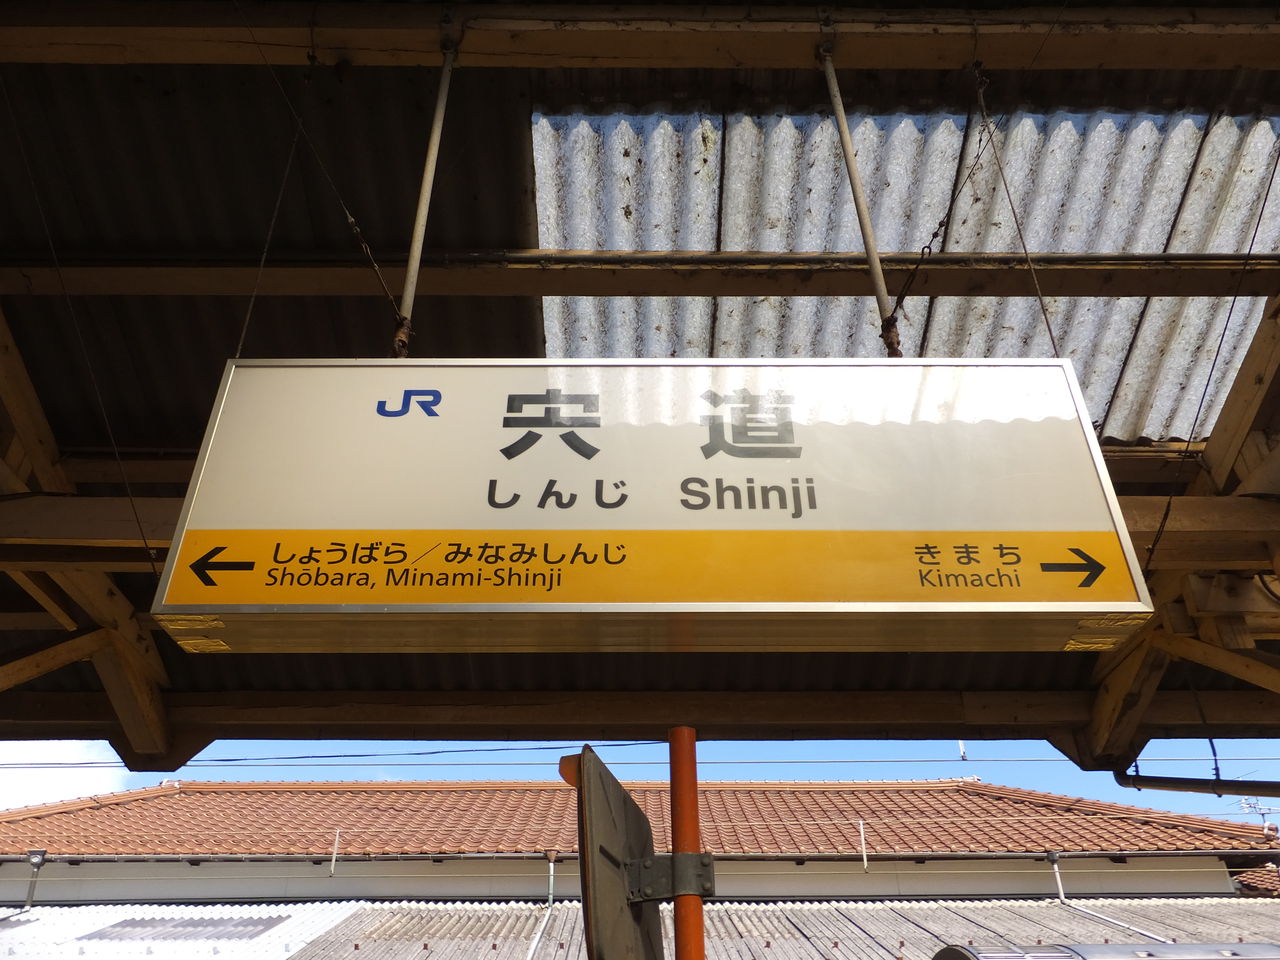 JR 宍道
しんじ Shinji
しょうばら／みなみしんじ
Shōbara, Minami-Shinji
きまち
Kimachi